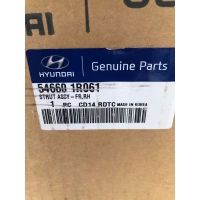 HYUNDAI
Genuine Parts
54660 1R061
STRUT ASSY-FR,RH
1 PC CD14 RDTC MADE IN KOREA